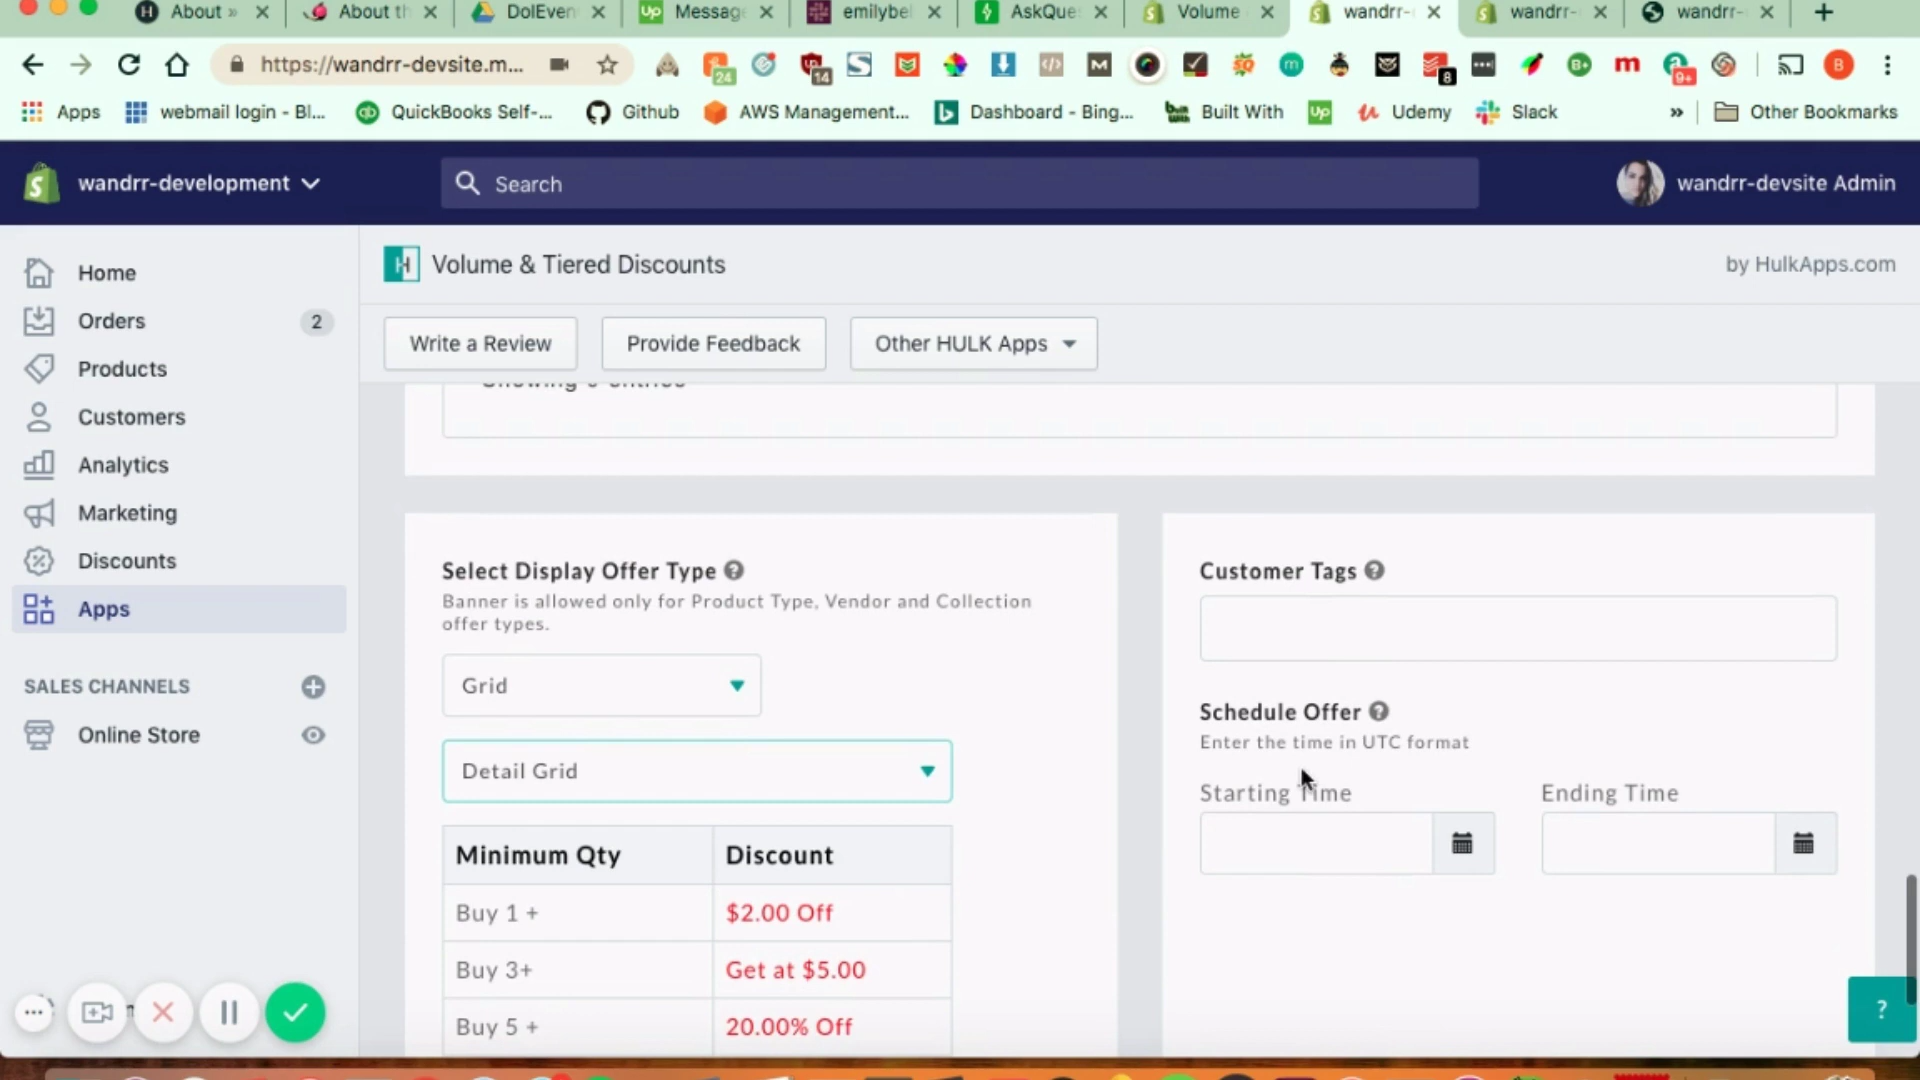 About »
About th
DolEven
Messag
emilybel
AskQue
Volume
wandrr-
wandrr-
wandrr-
https://wandrr-devsite.m...
24
14
8
9+
B
Apps
webmail login - Bl...
QuickBooks Self-...
Github
AWS Management...
Dashboard - Bing...
Built With
Udemy
Slack
»
Other Bookmarks
wandrr-development
Search
wandrr-devsite Admin
Home
Orders 2
Products
Customers
Analytics
Marketing
Discounts
Apps
SALES CHANNELS
Online Store
Volume & Tiered Discounts
by HulkApps.com
Write a Review
Provide Feedback
Other HULK Apps
Select Display Offer Type
Banner is allowed only for Product Type, Vendor and Collection
offer types.
Grid
Detail Grid
Minimum Qty Discount
Buy 1 + $2.00 Off
Buy 3+ Get at $5.00
Buy 5 + 20.00% Off
Customer Tags
Schedule Offer
Enter the time in UTC format
Starting Time
Ending Time
?